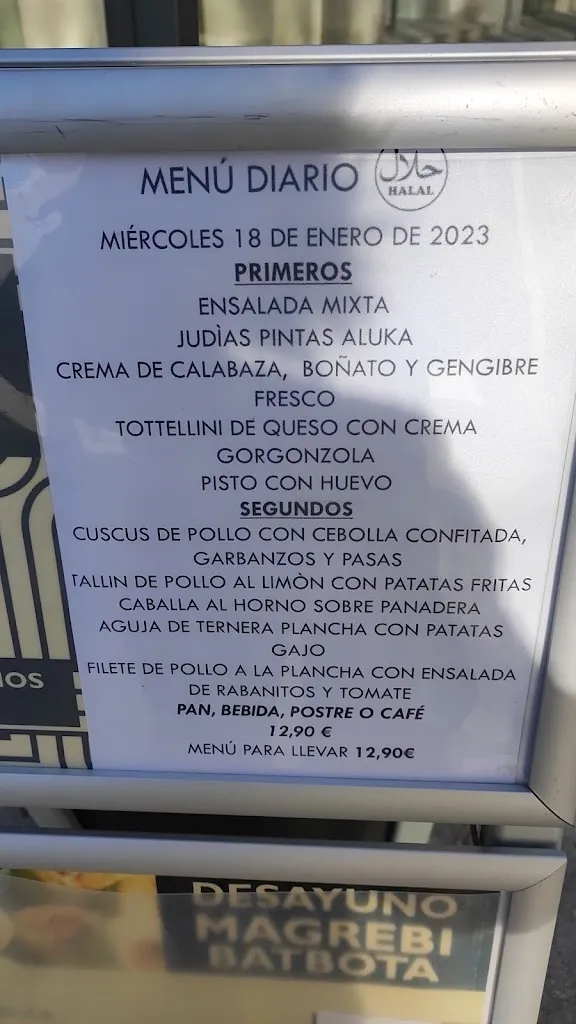 MENÚ DIARIO
حلال
HALAL
MIÉRCOLES 18 DE ENERO DE 2023
PRIMEROS
ENSALADA MIXTA
JUDÌAS PINTAS ALUKA
CREMA DE CALABAZA, BOÑATO Y GENGIBRE
FRESCO
TOTTELLINI DE QUESO CON CREMA
GORGONZOLA
PISTO CON HUEVO
SEGUNDOS
CUSCUS DE POLLO CON CEBOLLA CONFITADA,
GARBANZOS Y PASAS
TALLIN DE POLLO AL LIMÒN CON PATATAS FRITAS
CABALLA AL HORNO SOBRE PANADERA
AGUJA DE TERNERA PLANCHA CON PATATAS
GAJO
FILETE DE POLLO A LA PLANCHA CON ENSALADA
DE RABANITOS Y TOMATE
PAN, BEBIDA, POSTRE O CAFÉ
12,90 €
MENÚ PARA LLEVAR 12,90€
DESAYUNO
MAGREBI
BATBOTA